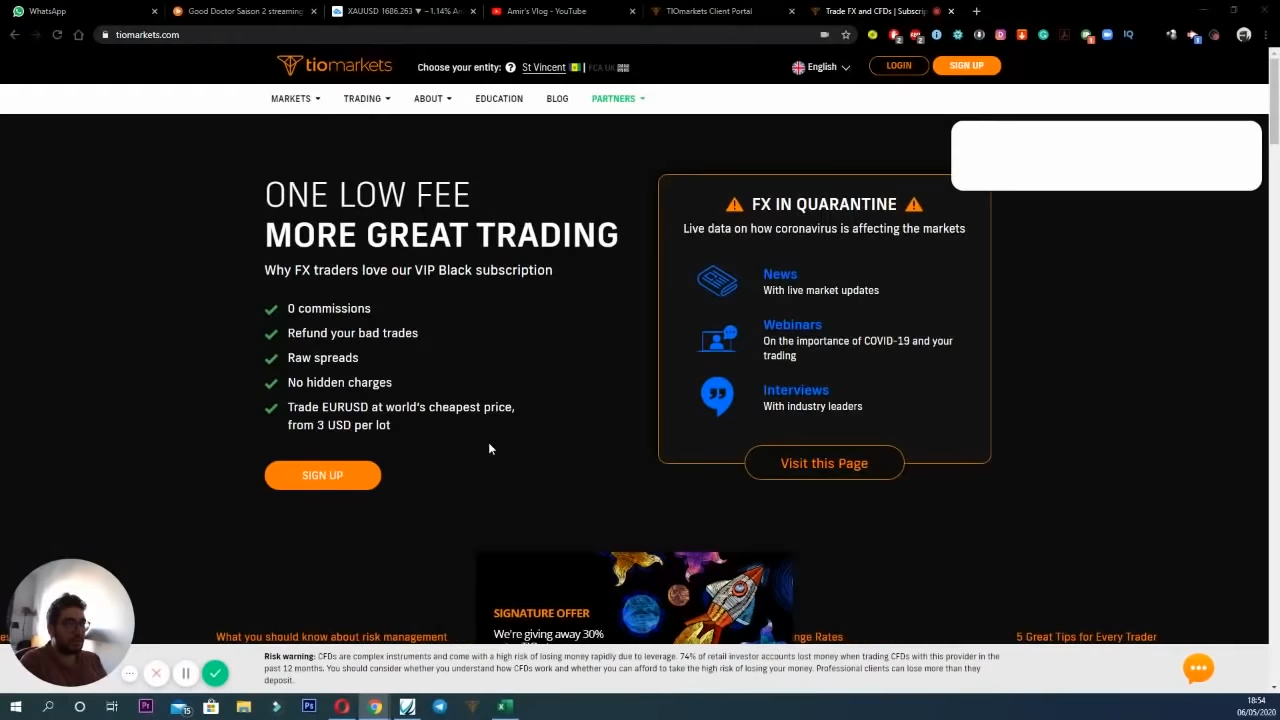 WhatsApp
Good Doctor Saison 2 streaming
XAUUSD 1686.263 ▼ −1.14%
Amir's Vlog - YouTube
TIOmarkets Client Portal
Trade FX and CFDs | Subscrip
tiomarkets.com
tiomarkets
Choose your entity:
St Vincent
FCA UK
English
LOGIN
SIGN UP
MARKETS
TRADING
ABOUT
EDUCATION
BLOG
PARTNERS
ONE LOW FEE
MORE GREAT TRADING
Why FX traders love our VIP Black subscription
0 commissions
Refund your bad trades
Raw spreads
No hidden charges
Trade EURUSD at world's cheapest price,
from 3 USD per lot
SIGN UP
FX IN QUARANTINE
Live data on how coronavirus is affecting the markets
News
With live market updates
Webinars
On the importance of COVID-19 and your
trading
Interviews
With industry leaders
Visit this Page
SIGNATURE OFFER
We're giving away 30%
What you should know about risk management
nge Rates
5 Great Tips for Every Trader
Risk warning: CFDs are complex instruments and come with a high risk of losing money rapidly due to leverage. 74% of retail investor accounts lost money when trading CFDs with this provider in the
past 12 months. You should consider whether you understand how CFDs work and whether you can afford to take the high risk of losing your money. Professional clients can lose more than they
deposit.
18:54
06/05/2020